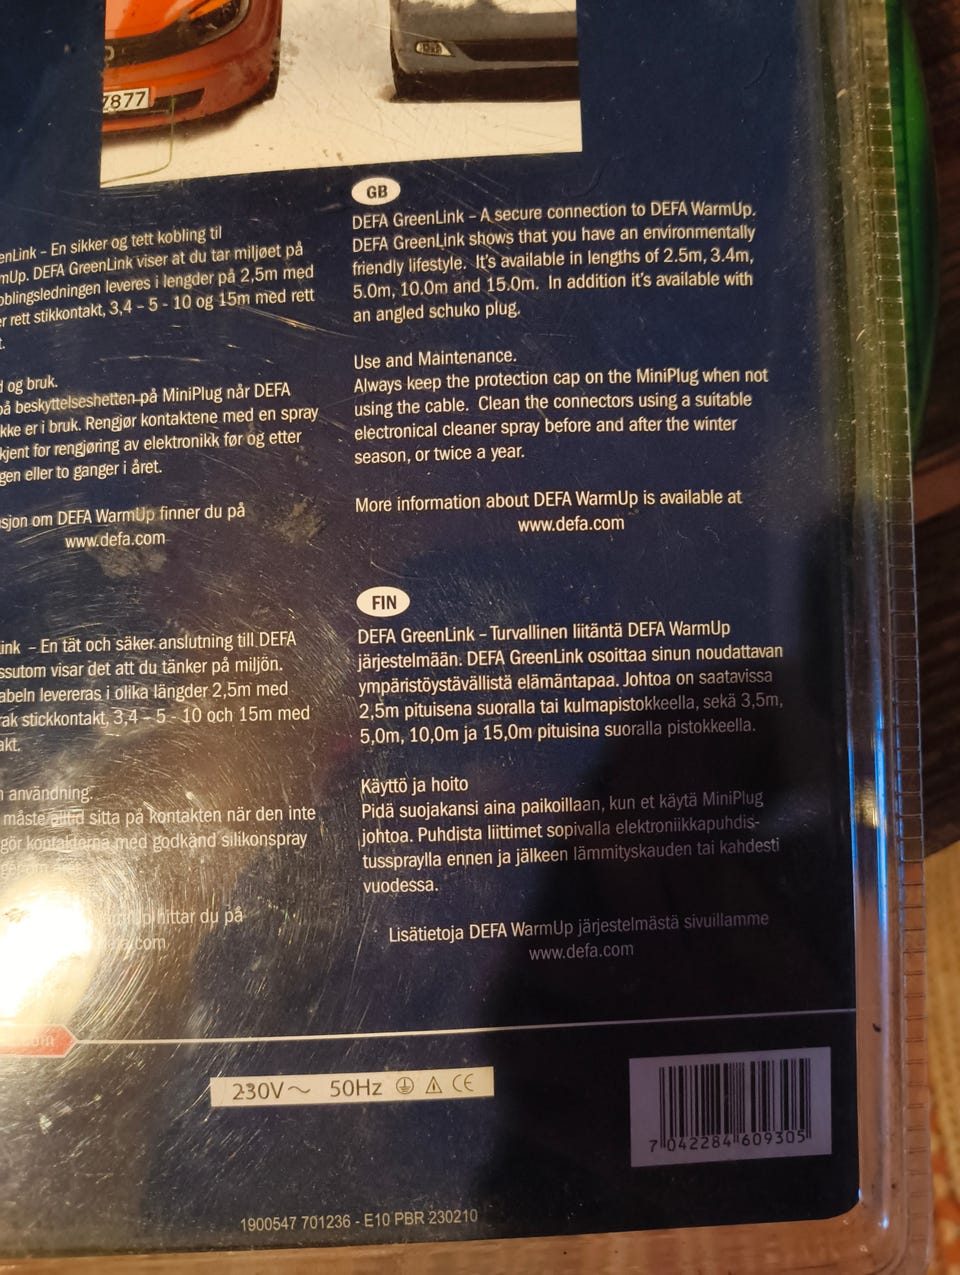 7877
enLink – En sikker og tett kobling til
mUp. DEFA GreenLink viser at du tar miljøet på
oblingsledningen leveres i lengder på 2,5m med
er rett stikkontakt, 3,4 – 5 - 10 og 15m med rett
t.
d og bruk.
på beskyttelseshetten på MiniPlug når DEFA
kke er i bruk. Rengjør kontaktene med en spray
kjent for rengjøring av elektronikk før og etter
gen eller to ganger i året.
sjon om DEFA WarmUp finner du på
www.defa.com
ink – En tät och säker anslutning till DEFA
ssutom visar det att du tänker på miljön.
abeln levereras i olika längder 2,5m med
rak stickkontakt, 3,4 – 5 - 10 och 15m med
akt.
n användning.
måste alltid sitta på kontakten när den inte
gör kontakterna med godkänd silikonspray
hittar du på
.com
GB
DEFA GreenLink – A secure connection to DEFA WarmUp.
DEFA GreenLink shows that you have an environmentally
friendly lifestyle. It's available in lengths of 2.5m, 3.4m,
5.0m, 10.0m and 15.0m. In addition it's available with
an angled schuko plug.
Use and Maintenance.
Always keep the protection cap on the MiniPlug when not
using the cable. Clean the connectors using a suitable
electronical cleaner spray before and after the winter
season, or twice a year.
More information about DEFA WarmUp is available at
www.defa.com
FIN
DEFA GreenLink – Turvallinen liitäntä DEFA WarmUp
järjestelmään. DEFA GreenLink osoittaa sinun noudattavan
ympäristöystävällistä elämäntapaa. Johtoa on saatavissa
2,5m pituisena suoralla tai kulmapistokkeella, sekä 3,5m,
5,0m, 10,0m ja 15,0m pituisina suoralla pistokkeella.
Käyttö ja hoito
Pidä suojakansi aina paikoillaan, kun et käytä MiniPlug
johtoa. Puhdista liittimet sopivalla elektroniikkapuhdis-
tusspraylla ennen ja jälkeen lämmityskauden tai kahdesti
vuodessa.
Lisätietoja DEFA WarmUp järjestelmästä sivuillamme
www.defa.com
.com
230V~ 50Hz CE
7 042284 609305
1900547 701236 - E10 PBR 230210